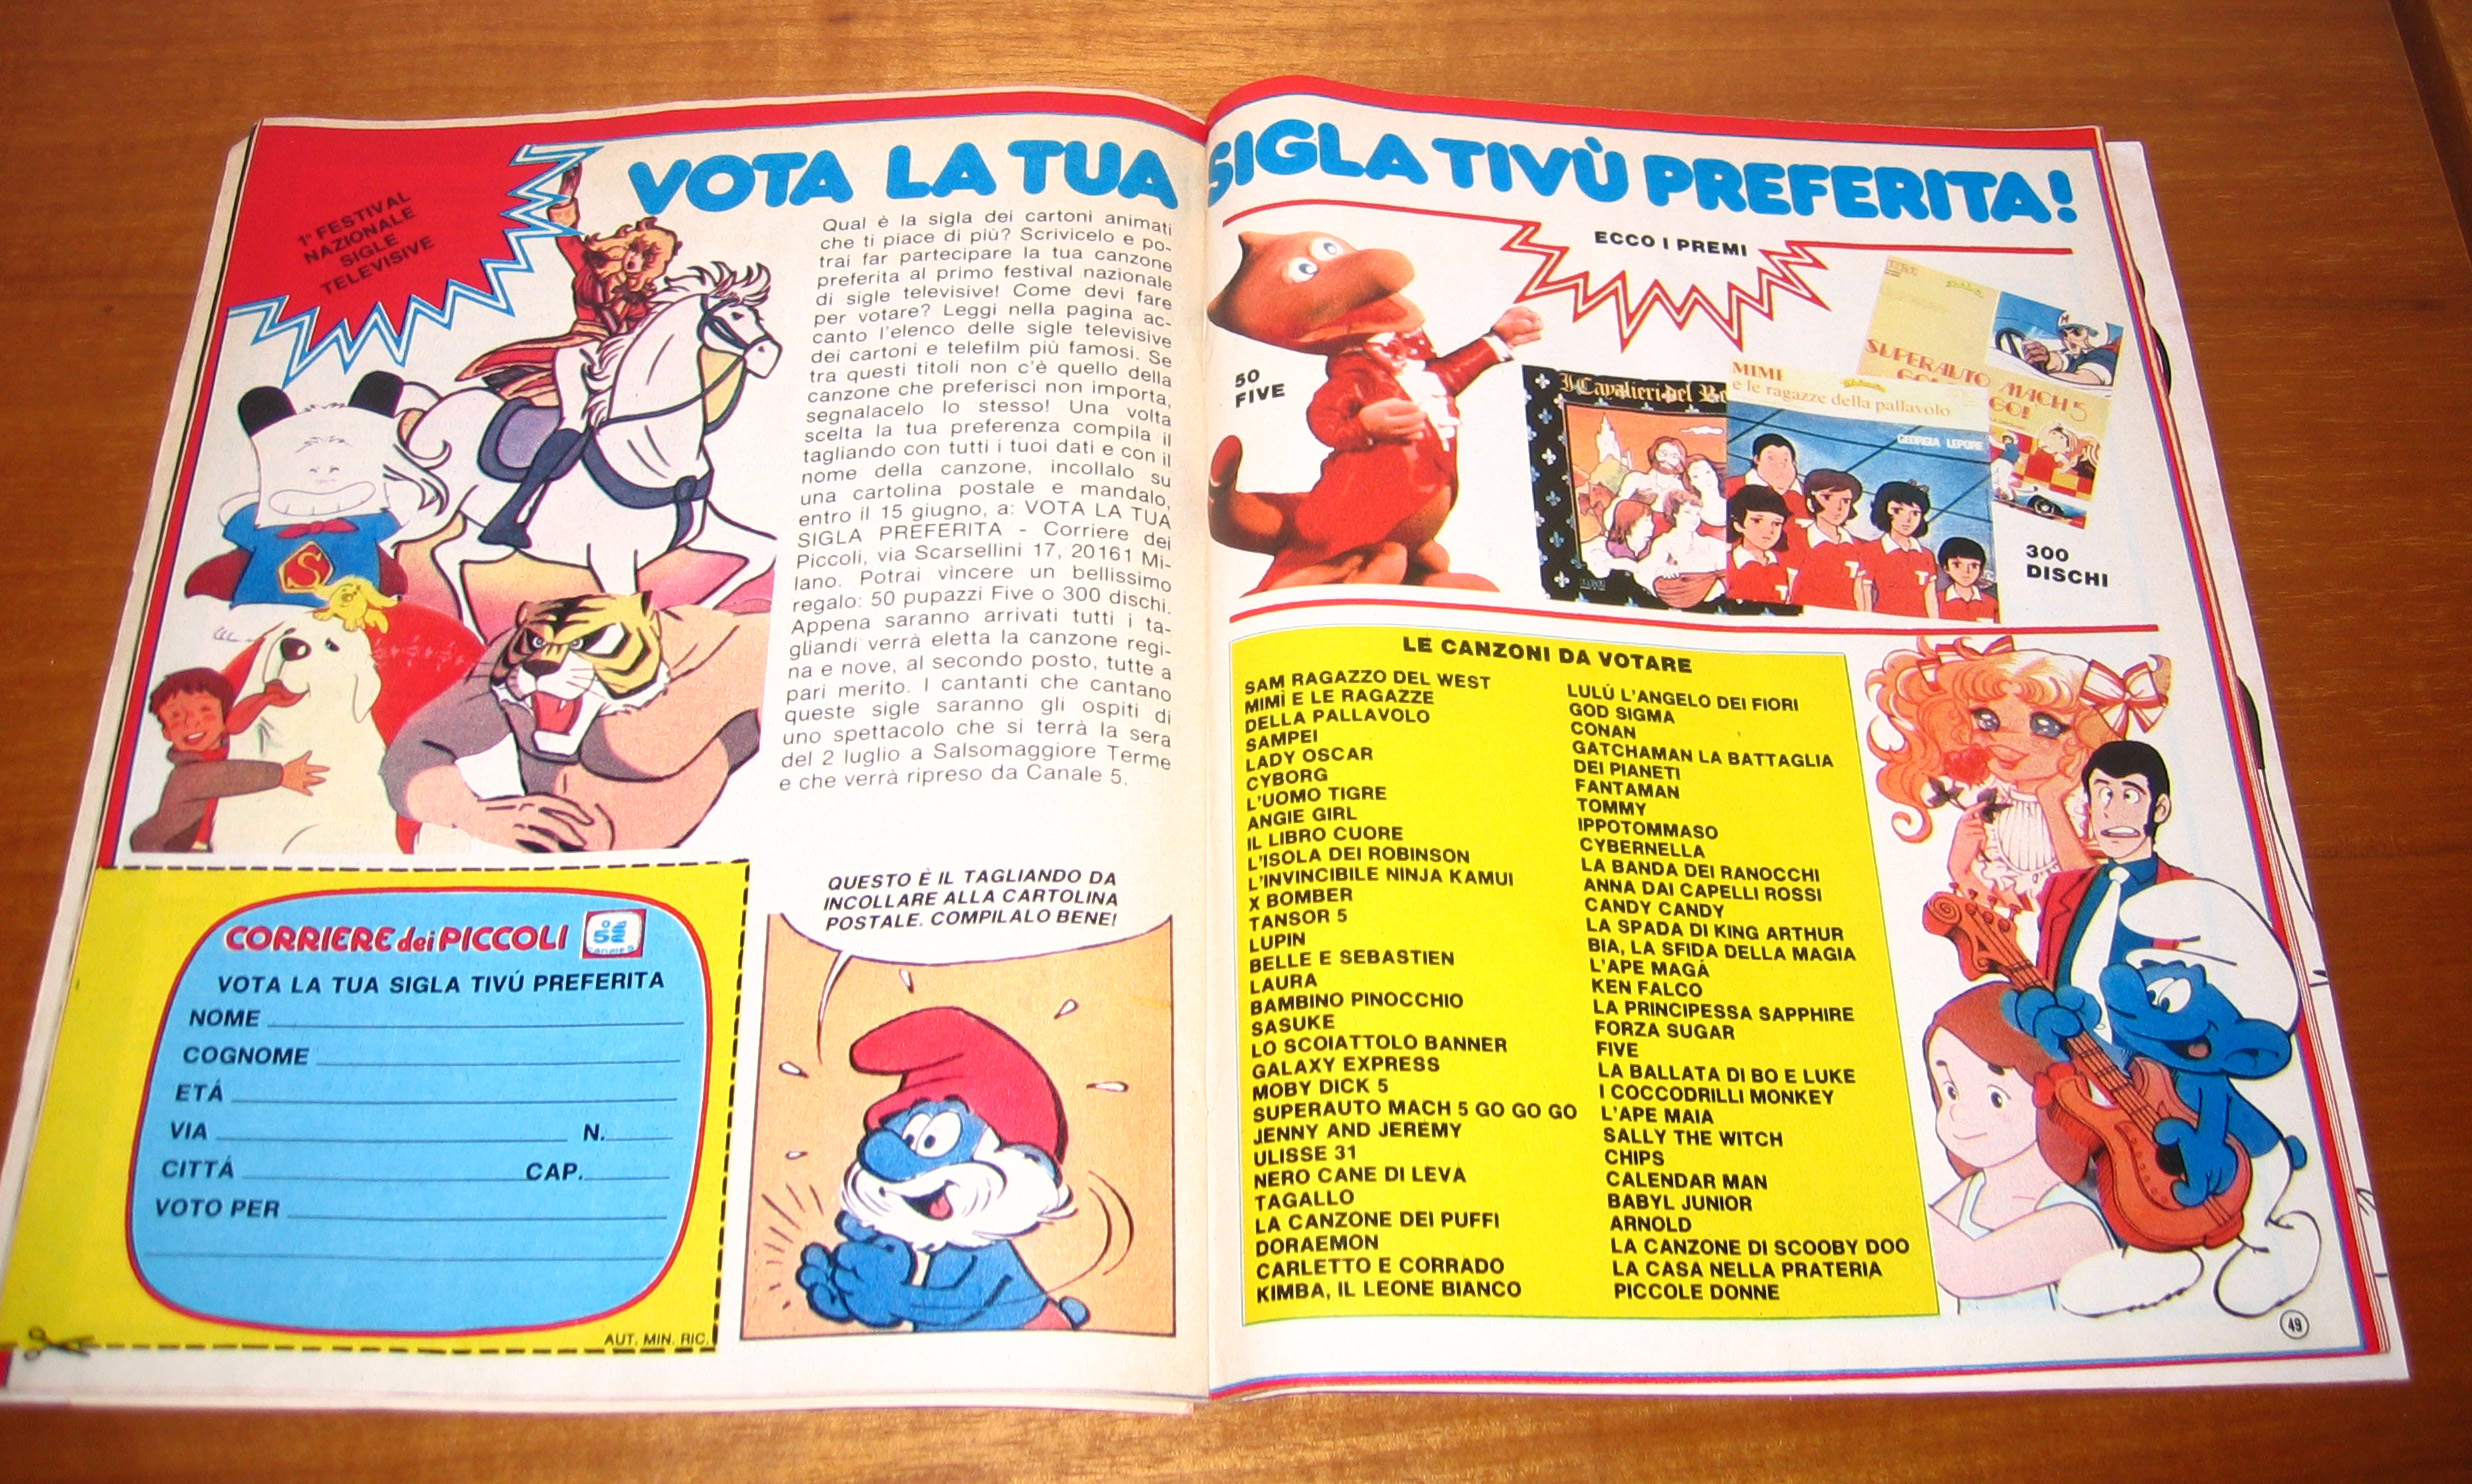 VOTA LA TUA SIGLA TIVÙ PREFERITA!
1º FESTIVAL
NAZIONALE
SIGLE
TELEVISIVE
Qual è la sigla dei cartoni animati
che ti piace di più? Scrivicelo e po-
trai far partecipare la tua canzone
preferita al primo festival nazionale
di sigle televisive! Come devi fare
per votare? Leggi nella pagina ac-
canto l'elenco delle sigle televisive
dei cartoni e telefilm più famosi. Se
tra questi titoli non c'è quello della
canzone che preferisci non importa,
segnalacelo lo stesso! Una volta
scelta la tua preferenza compila il
tagliando con tutti i tuoi dati e con il
nome della canzone, incollalo su
una cartolina postale e mandalo,
entro il 15 giugno, a: VOTA LA TUA
SIGLA PREFERITA - Corriere dei
Piccoli, via Scarsellini 17, 20161 Mi-
lano. Potrai vincere un bellissimo
regalo: 50 pupazzi Five o 300 dischi.
Appena saranno arrivati tutti i ta-
gliandi verrà eletta la canzone regi-
na e nove, al secondo posto, tutte a
pari merito. I cantanti che cantano
queste sigle saranno gli ospiti di
uno spettacolo che si terrà la sera
del 2 luglio a Salsomaggiore Terme
e che verrà ripreso da Canale 5.
S
CORRIERE dei PICCOLI
5
Canale 5
VOTA LA TUA SIGLA TIVÚ PREFERITA
NOME
COGNOME
ETÁ
VIA N.
CITTÁ CAP.
VOTO PER
AUT. MIN. RIC.
QUESTO È IL TAGLIANDO DA
INCOLLARE ALLA CARTOLINA
POSTALE. COMPILALO BENE!
ECCO I PREMI
50
FIVE
I Cavalieri del Re
MIMI
e le ragazze della pallavolo
GEORGIA LEPORE
SUPERAUTO MACH 5
GO!
300
DISCHI
LE CANZONI DA VOTARE
SAM RAGAZZO DEL WEST
MIMÌ E LE RAGAZZE
DELLA PALLAVOLO
SAMPEI
LADY OSCAR
CYBORG
L'UOMO TIGRE
ANGIE GIRL
IL LIBRO CUORE
L'ISOLA DEI ROBINSON
L'INVINCIBILE NINJA KAMUI
X BOMBER
TANSOR 5
LUPIN
BELLE E SEBASTIEN
LAURA
BAMBINO PINOCCHIO
SASUKE
LO SCOIATTOLO BANNER
GALAXY EXPRESS
MOBY DICK 5
SUPERAUTO MACH 5 GO GO GO
JENNY AND JEREMY
ULISSE 31
NERO CANE DI LEVA
TAGALLO
LA CANZONE DEI PUFFI
DORAEMON
CARLETTO E CORRADO
KIMBA, IL LEONE BIANCO
LULÚ L'ANGELO DEI FIORI
GOD SIGMA
CONAN
GATCHAMAN LA BATTAGLIA
DEI PIANETI
FANTAMAN
TOMMY
IPPOTOMMASO
CYBERNELLA
LA BANDA DEI RANOCCHI
ANNA DAI CAPELLI ROSSI
CANDY CANDY
LA SPADA DI KING ARTHUR
BIA, LA SFIDA DELLA MAGIA
L'APE MAGÁ
KEN FALCO
LA PRINCIPESSA SAPPHIRE
FORZA SUGAR
FIVE
LA BALLATA DI BO E LUKE
I COCCODRILLI MONKEY
L'APE MAIA
SALLY THE WITCH
CHIPS
CALENDAR MAN
BABYL JUNIOR
ARNOLD
LA CANZONE DI SCOOBY DOO
LA CASA NELLA PRATERIA
PICCOLE DONNE
49